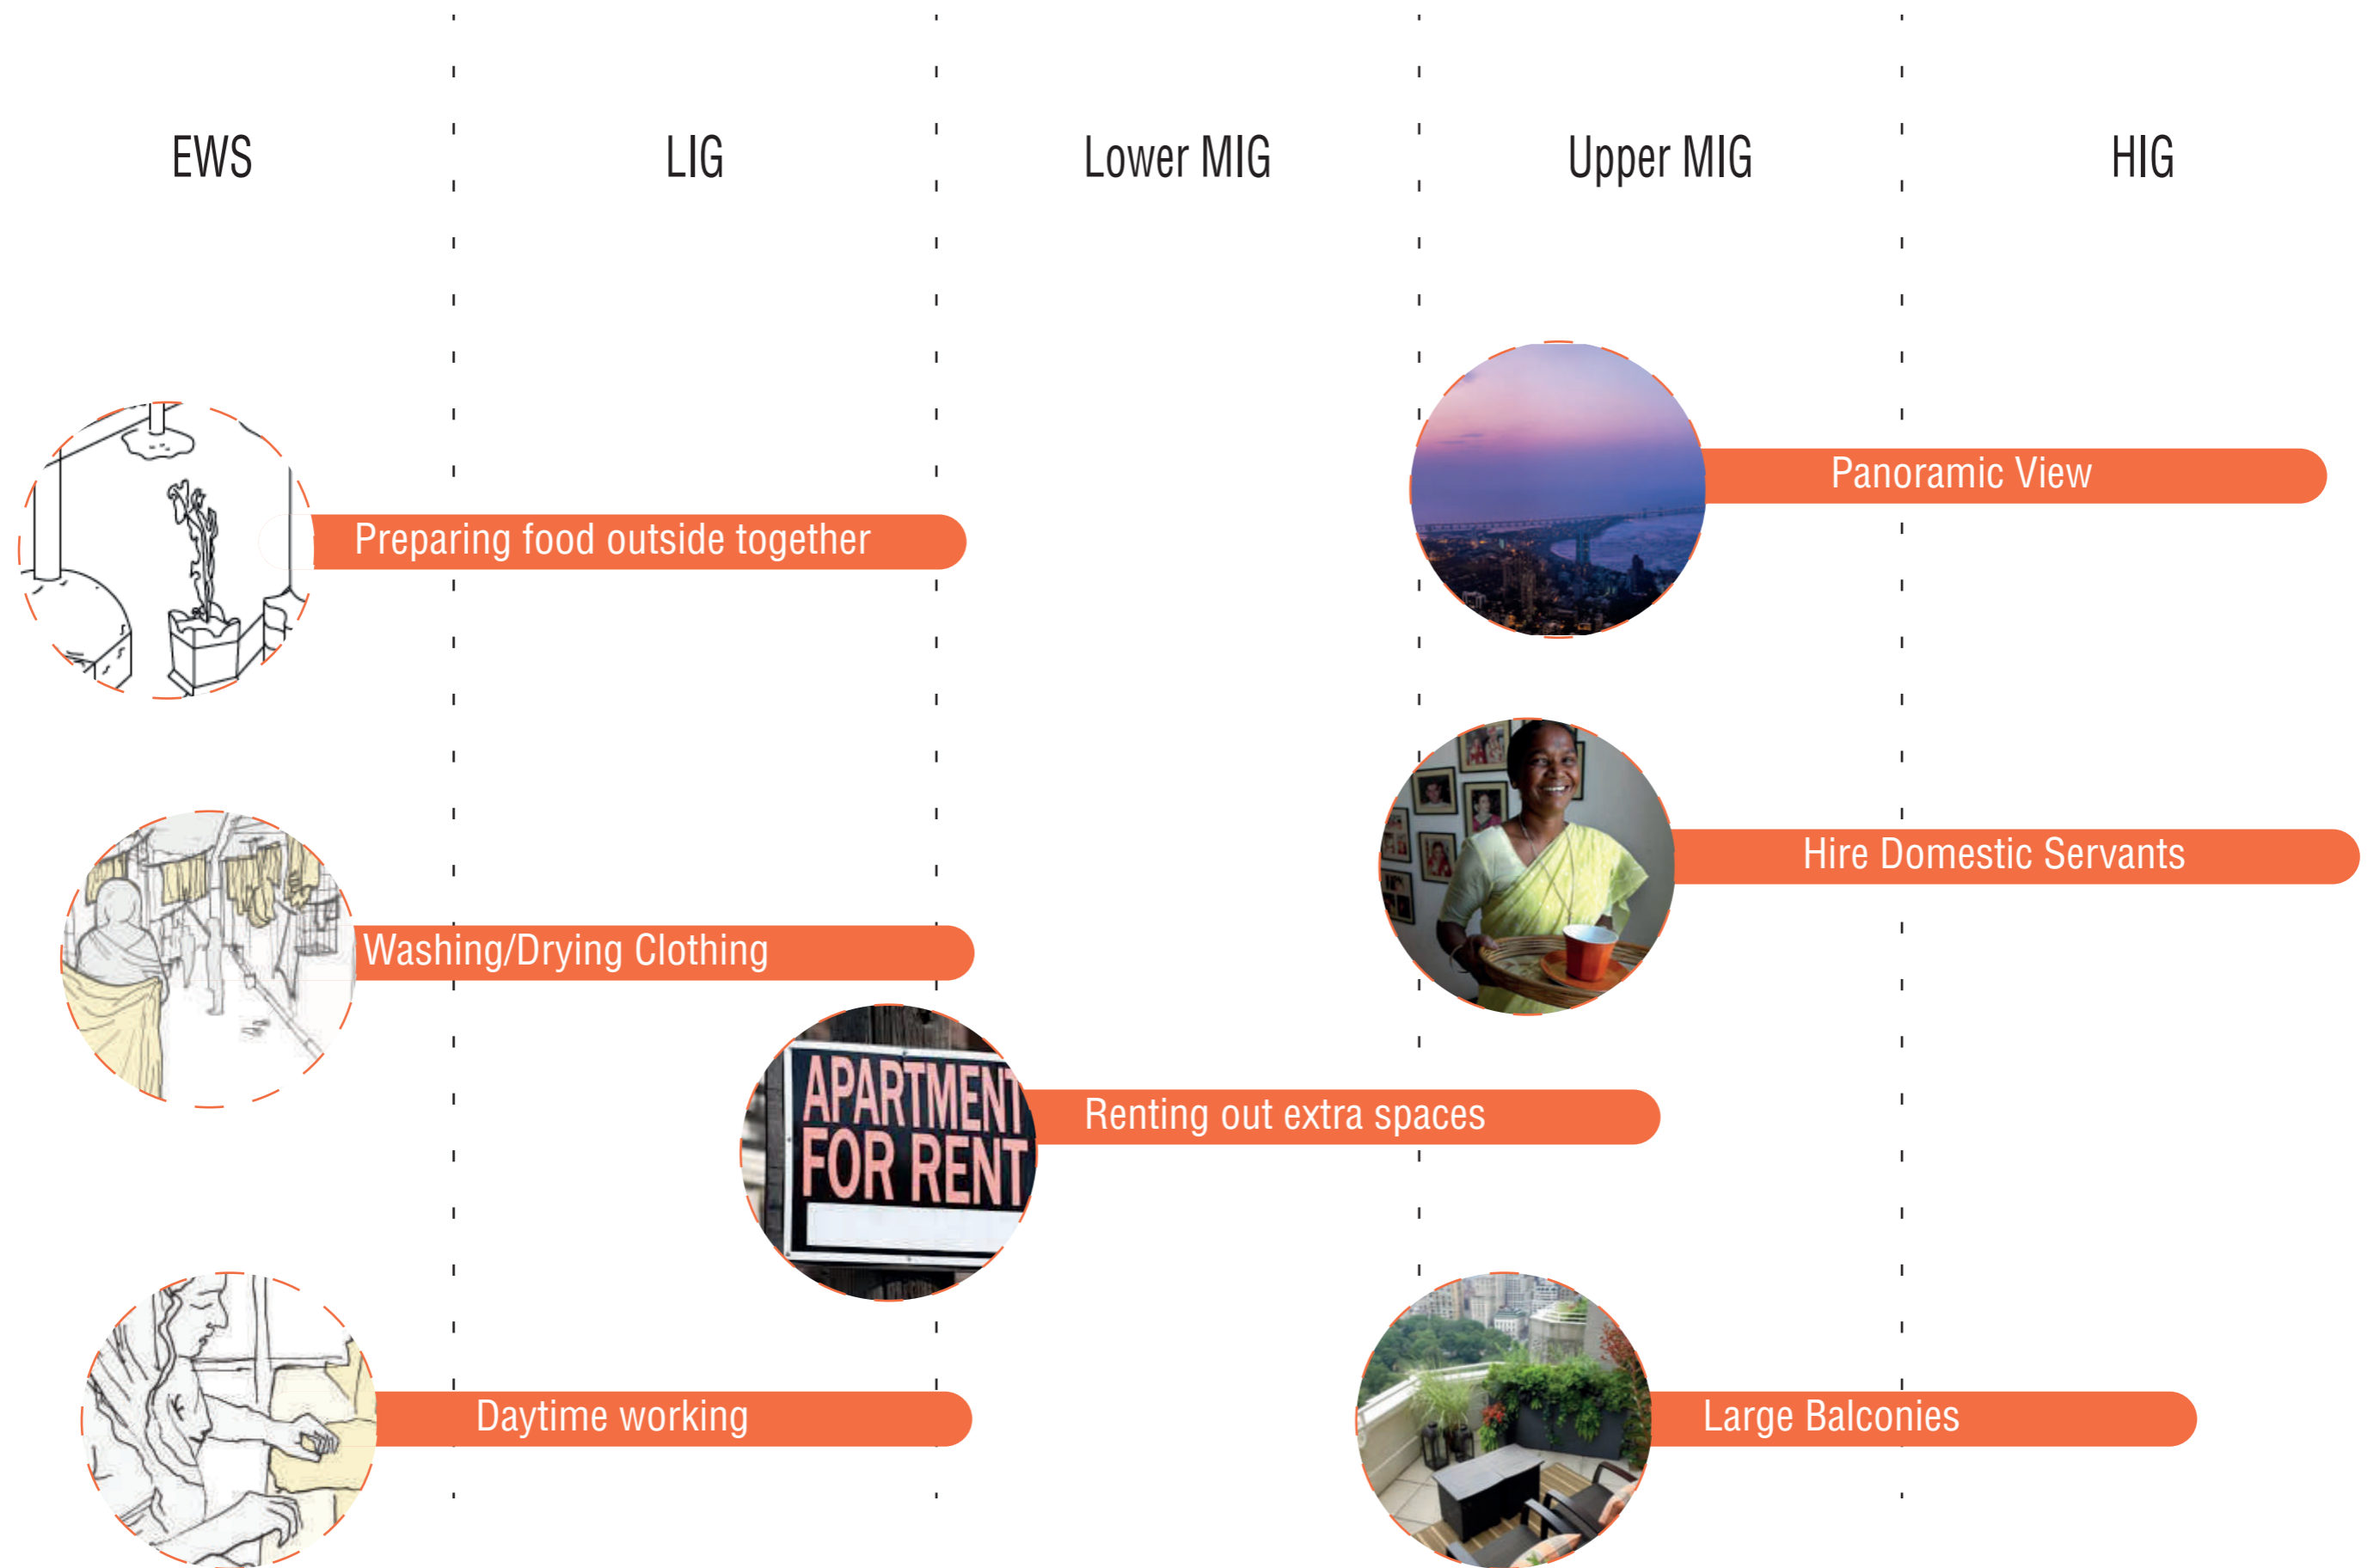 EWS
LIG
Lower MIG
Upper MIG
HIG
Panoramic View
Preparing food outside together
Hire Domestic Servants
Washing/Drying Clothing
APARTMENT
FOR RENT
Renting out extra spaces
Daytime working
Large Balconies